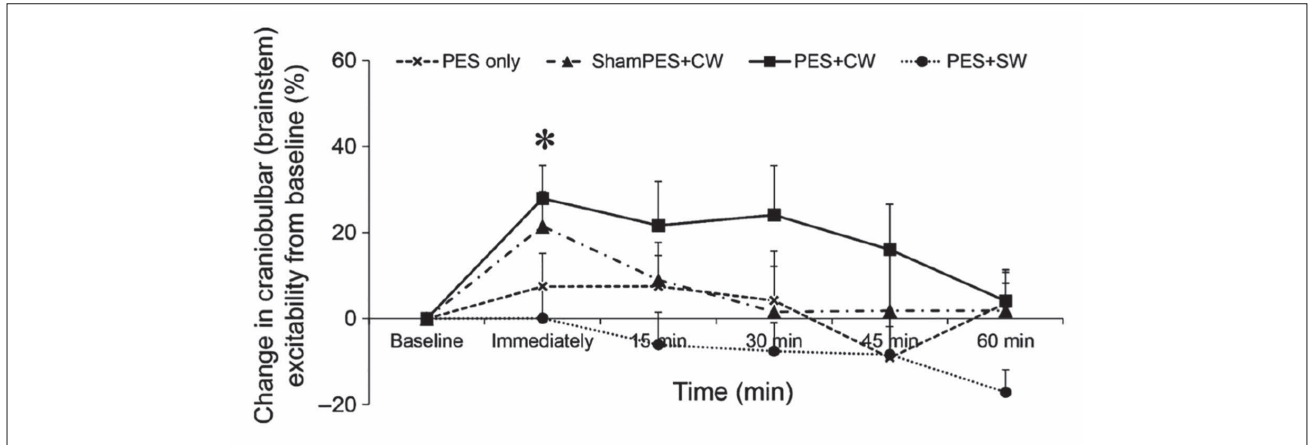 Change in craniobulbar (brainstem)
excitability from baseline (%)
60
40
20
0
–20
PES only
ShamPES+CW
PES+CW
PES+SW
*
Baseline
Immediately
15 min
30 min
45 min
60 min
Time (min)